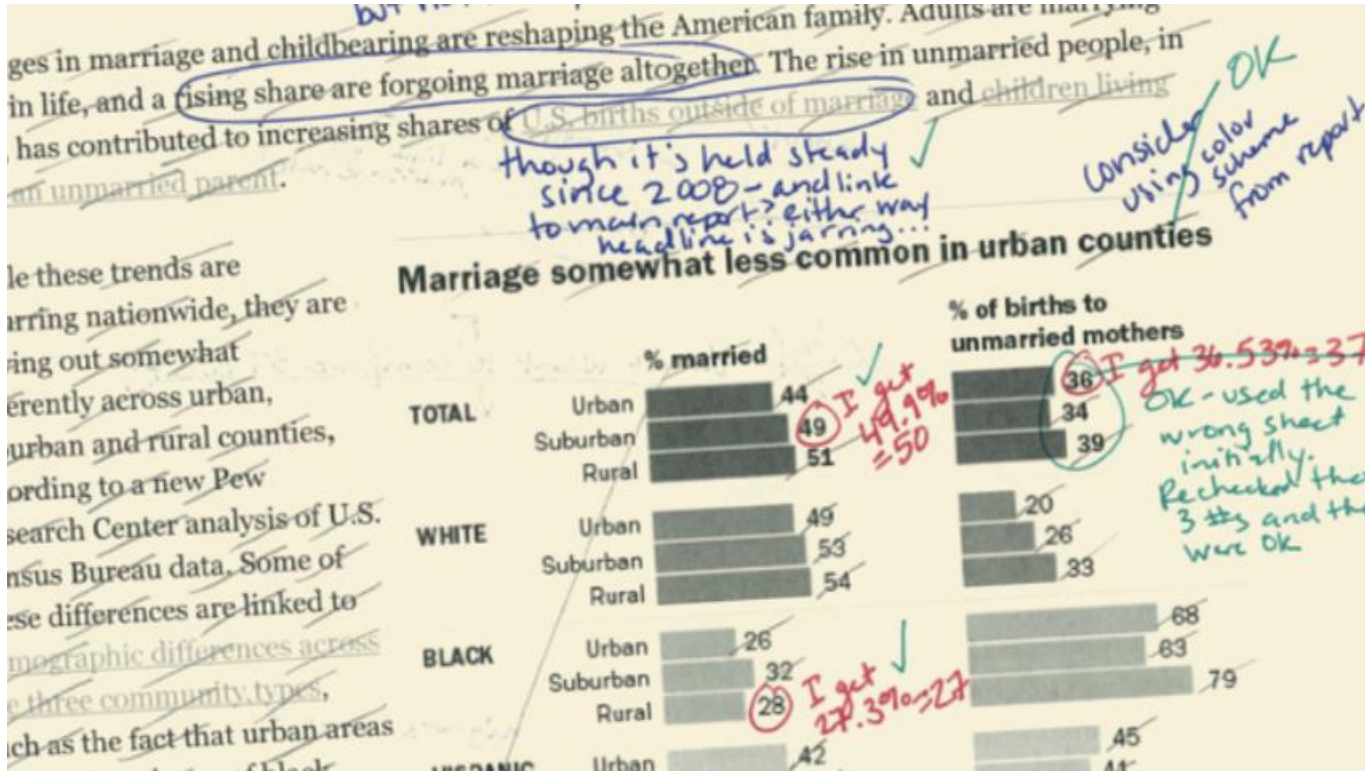 but
ges in marriage and childbearing are reshaping the American family. Adults are marrying
in life, and a rising share are forgoing marriage altogether. The rise in unmarried people, in
has contributed to increasing shares of U.S. births outside of marriage and children living
an unmarried parent.
though it's held steady
since 2008 - and link
to main report? either way
headline is jarring...
OK
consider
using color
scheme
from report
le these trends are
rring nationwide, they are
ing out somewhat
erently across urban,
urban and rural counties,
ording to a new Pew
search Center analysis of U.S.
nsus Bureau data. Some of
ese differences are linked to
mographic differences across
e three community types,
ch as the fact that urban areas
of black
Marriage somewhat less common in urban counties
% married
% of births to
unmarried mothers
TOTAL
Urban 44 36
Suburban 49 34
Rural 51 39
I get
49.9%
=50
I get 36.53% = 37
OK - used the
wrong sheet
initially.
Rechecked the
3 #s and the
were OK
WHITE
Urban 49 20
Suburban 53 26
Rural 54 33
BLACK
Urban 26 68
Suburban 32 63
Rural 28 79
I get
27.3% = 27
HISPANIC
Urban 42 45
44